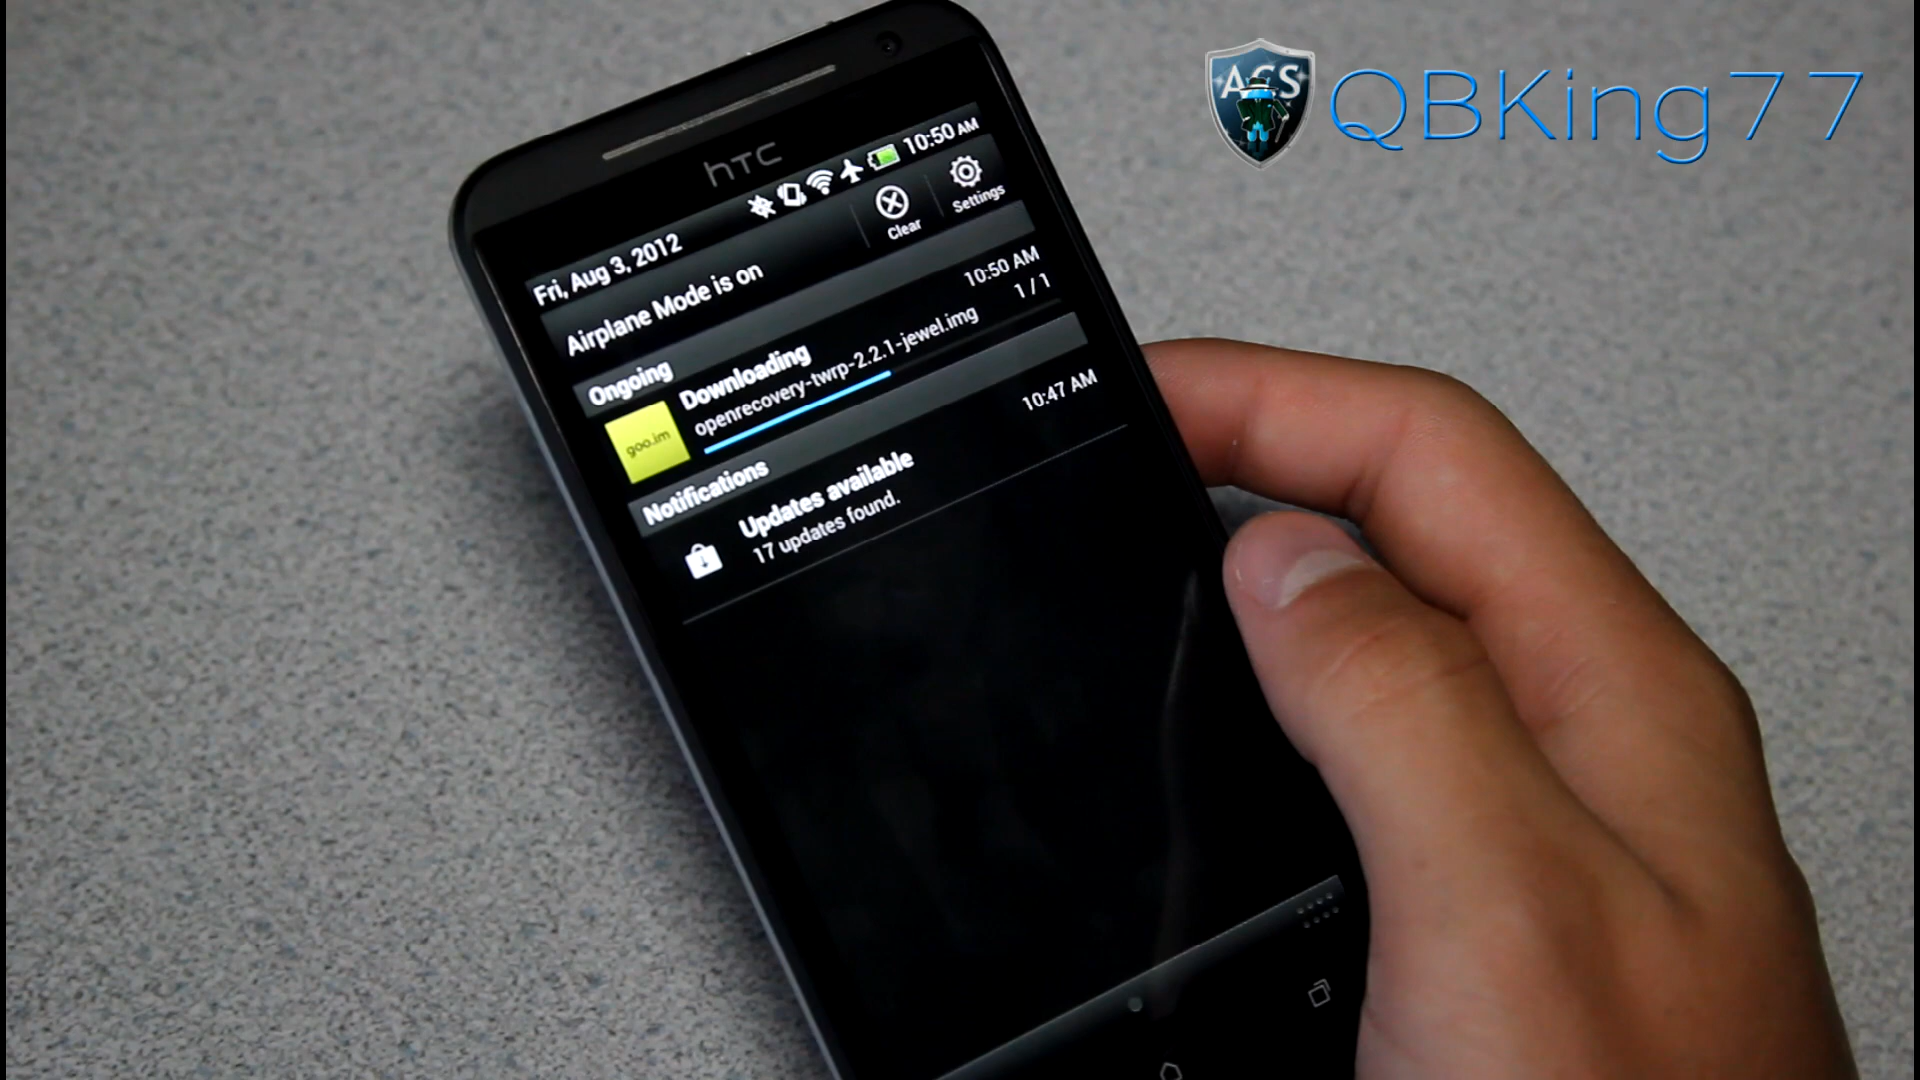 ACS
QBKing77
hTC
10:50 AM
Fri, Aug 3, 2012
Clear
Settings
Airplane Mode is on
Ongoing
10:50 AM
Downloading
1 / 1
openrecovery-twrp-2.2.1-jewel.img
goo.im
Notifications
10:47 AM
Updates available
17 updates found.